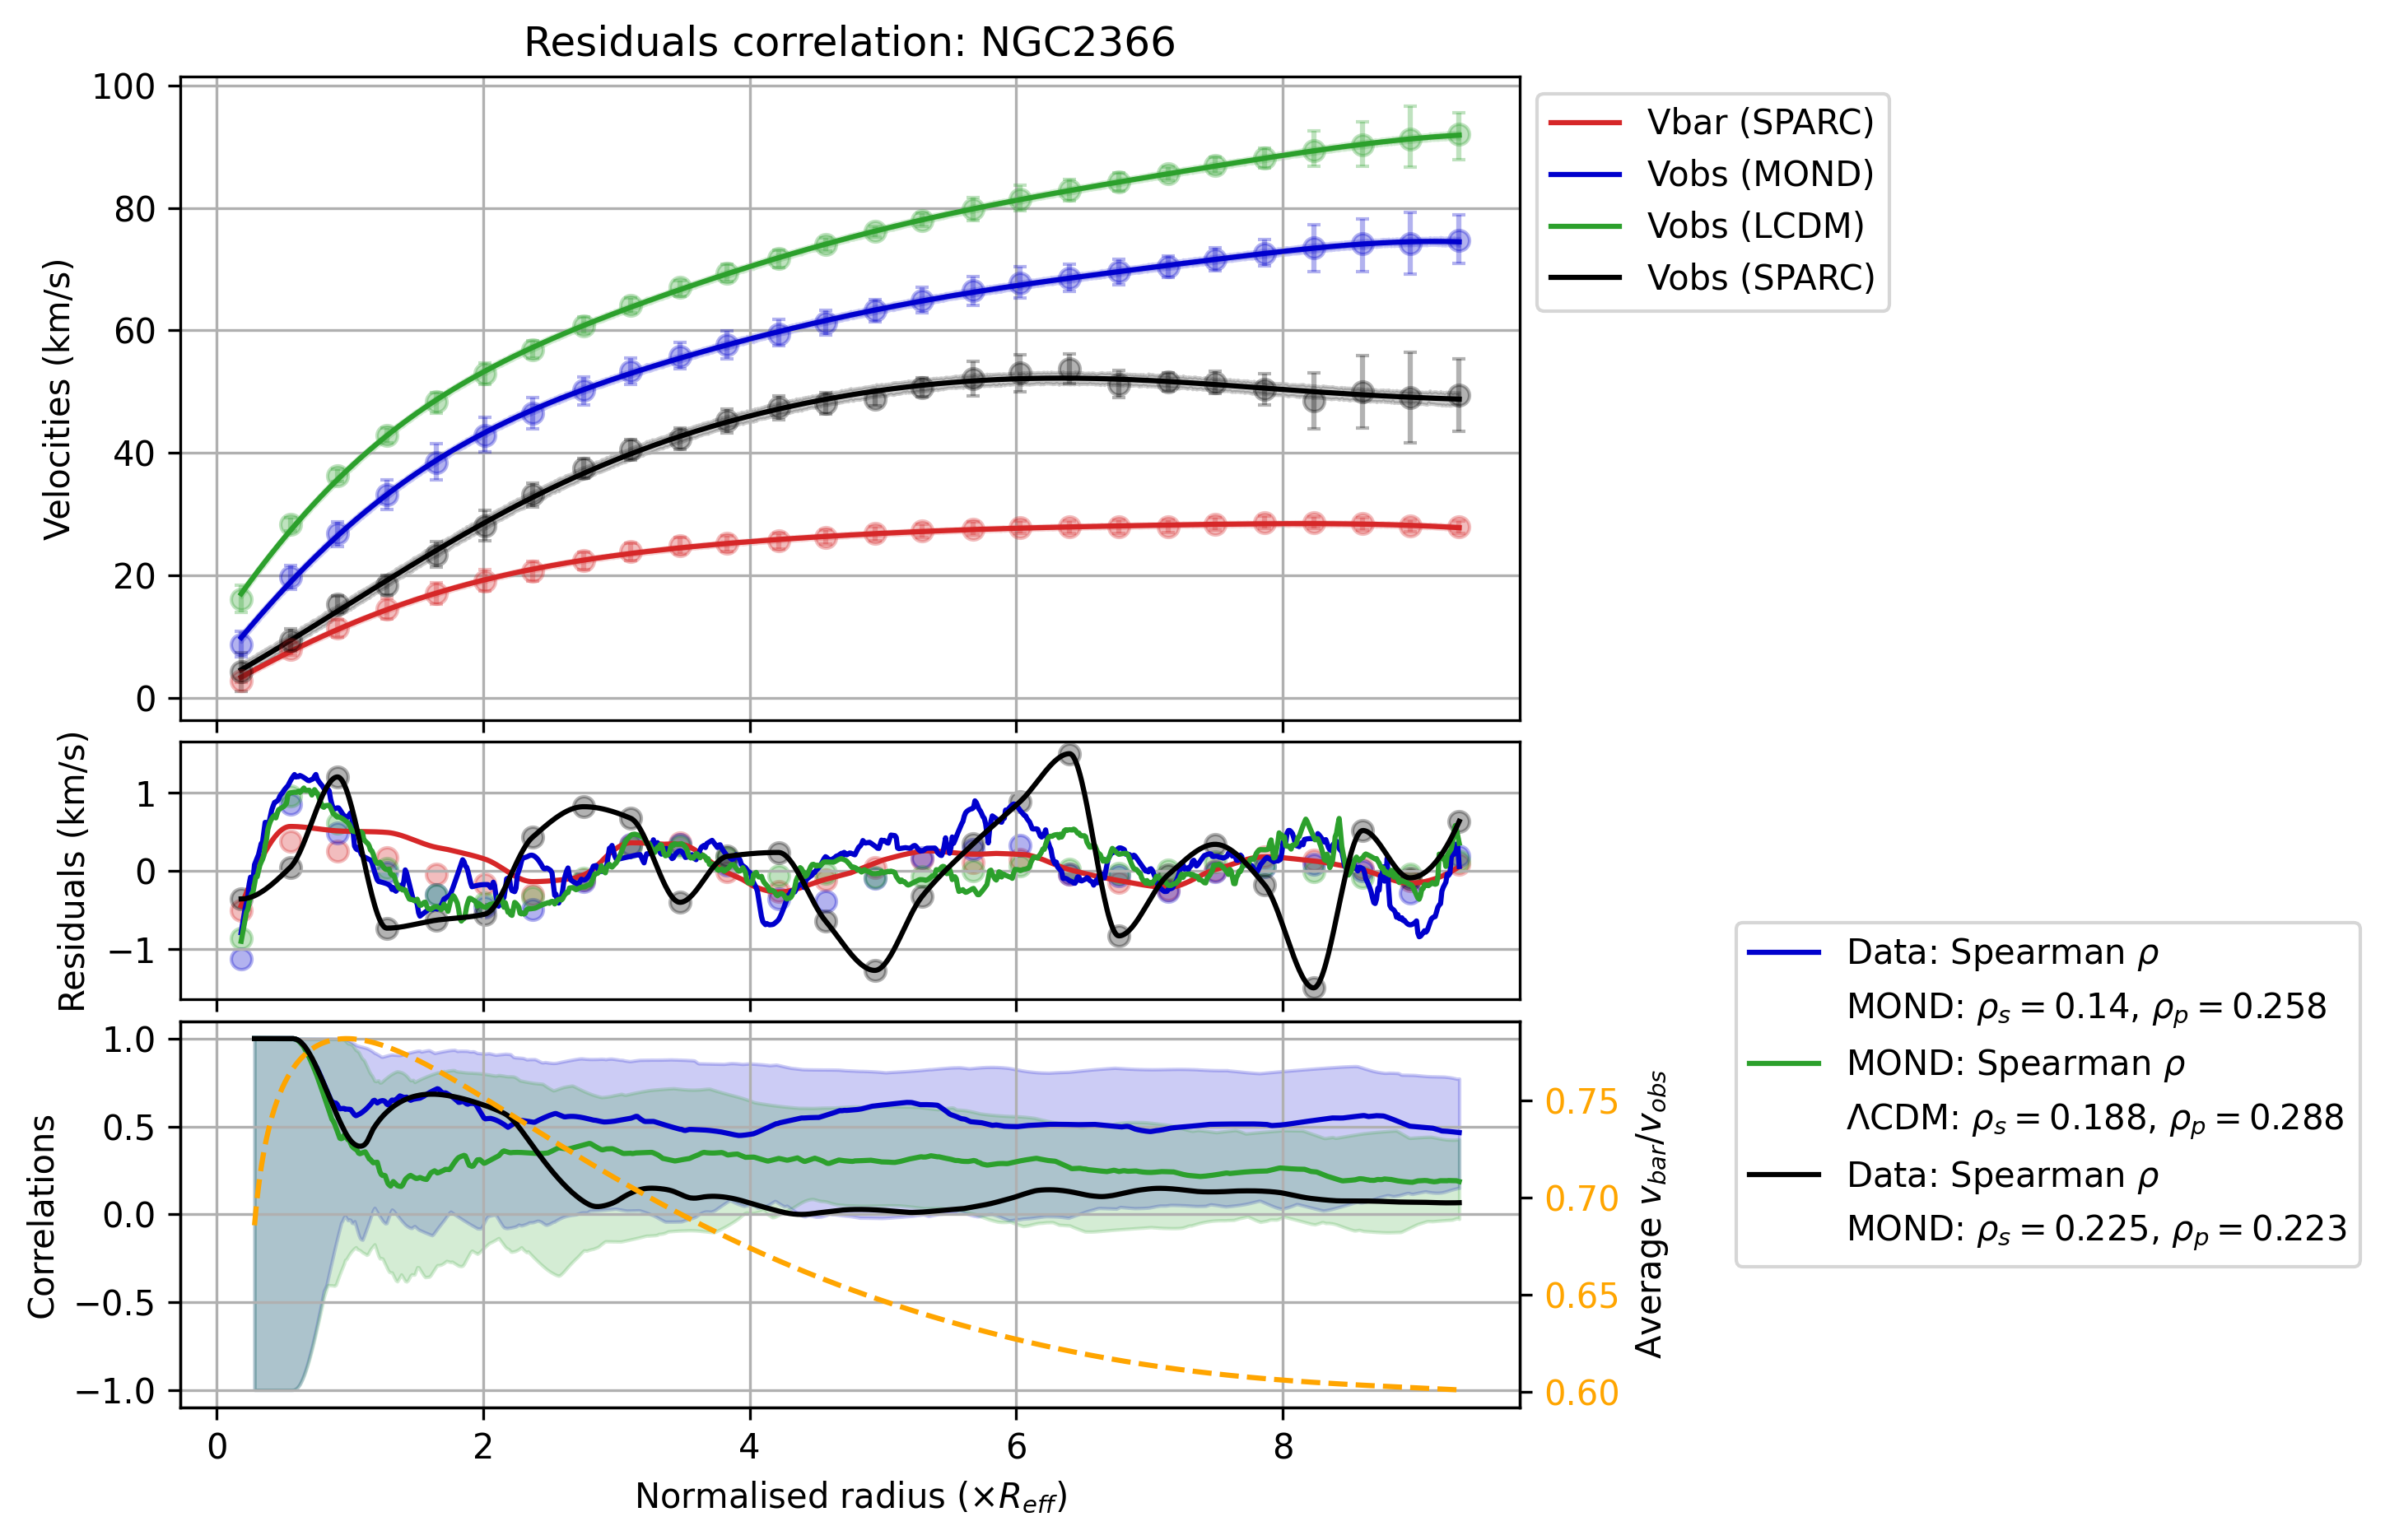 Residuals correlation: NGC2366
100
80
60
40
20
0
Velocities (km/s)
Vbar (SPARC)
Vobs (MOND)
Vobs (LCDM)
Vobs (SPARC)
1
0
−1
Residuals (km/s)
1.0
0.5
0.0
−0.5
−1.0
Correlations
0.75
0.70
0.65
0.60
Average v_bar/v_obs
Data: Spearman ρ
MOND: ρ_s = 0.14, ρ_p = 0.258
MOND: Spearman ρ
ΛCDM: ρ_s = 0.188, ρ_p = 0.288
Data: Spearman ρ
MOND: ρ_s = 0.225, ρ_p = 0.223
0 2 4 6 8
Normalised radius (×R_eff)